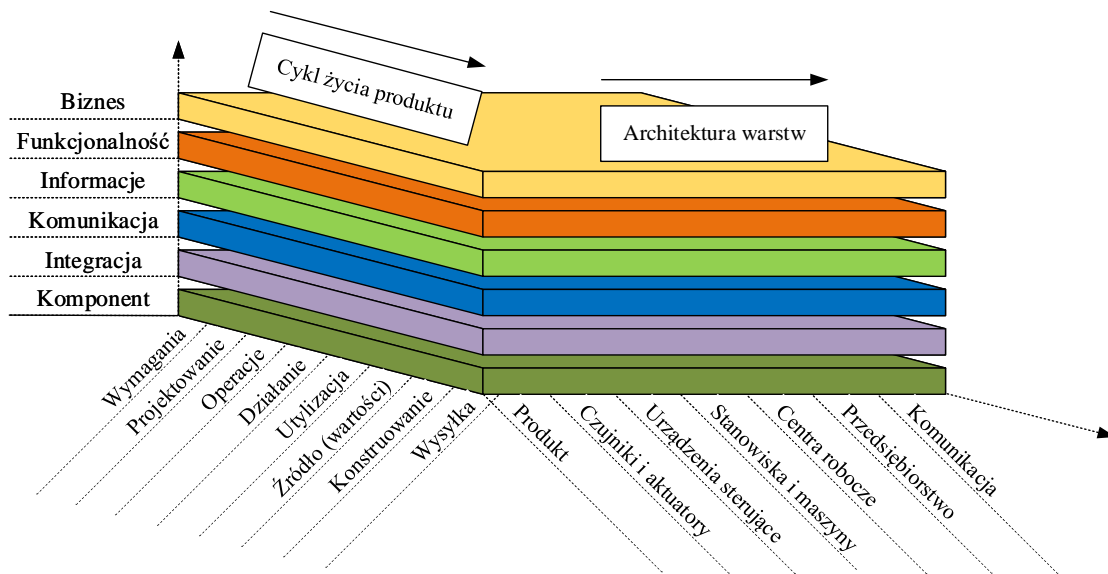 Cykl życia produktu
Architektura warstw
Biznes
Funkcjonalność
Informacje
Komunikacja
Integracja
Komponent
Wymagania
Projektowanie
Operacje
Działanie
Utylizacja
Źródło (wartości)
Konstruowanie
Wysyłka
Produkt
Czujniki i aktuatory
Urządzenia sterujące
Stanowiska i maszyny
Centra robocze
Przedsiębiorstwo
Komunikacja